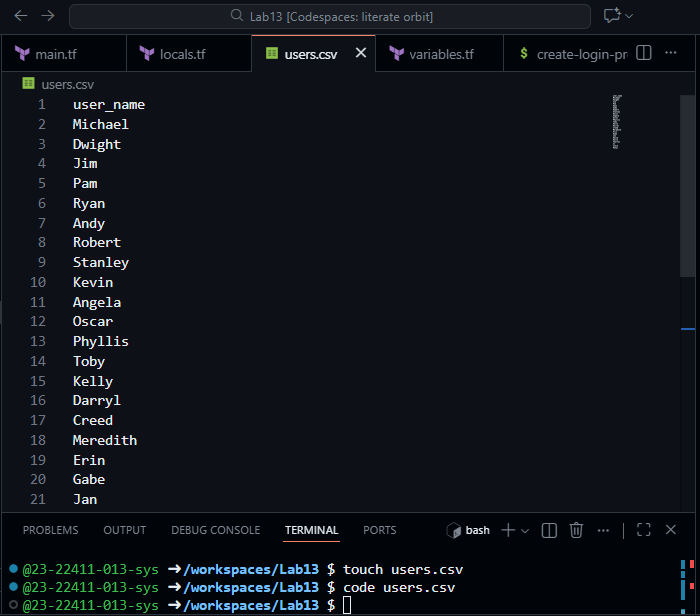 Lab13 [Codespaces: literate orbit]
main.tf locals.tf users.csv variables.tf $ create-login-pr
users.csv
1 user_name
2 Michael
3 Dwight
4 Jim
5 Pam
6 Ryan
7 Andy
8 Robert
9 Stanley
10 Kevin
11 Angela
12 Oscar
13 Phyllis
14 Toby
15 Kelly
16 Darryl
17 Creed
18 Meredith
19 Erin
20 Gabe
21 Jan
PROBLEMS OUTPUT DEBUG CONSOLE TERMINAL PORTS bash
@23-22411-013-sys ➜/workspaces/Lab13 $ touch users.csv
@23-22411-013-sys ➜/workspaces/Lab13 $ code users.csv
@23-22411-013-sys ➜/workspaces/Lab13 $